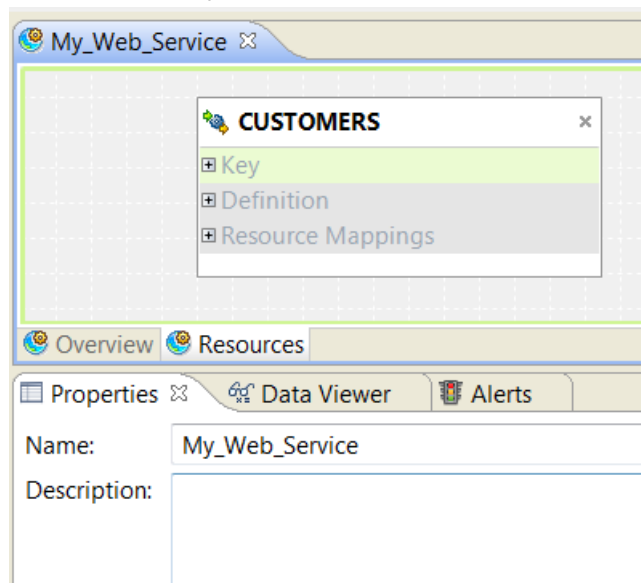 My_Web_Service
CUSTOMERS
Key
Definition
Resource Mappings
Overview Resources
Properties Data Viewer Alerts
Name: My_Web_Service
Description: